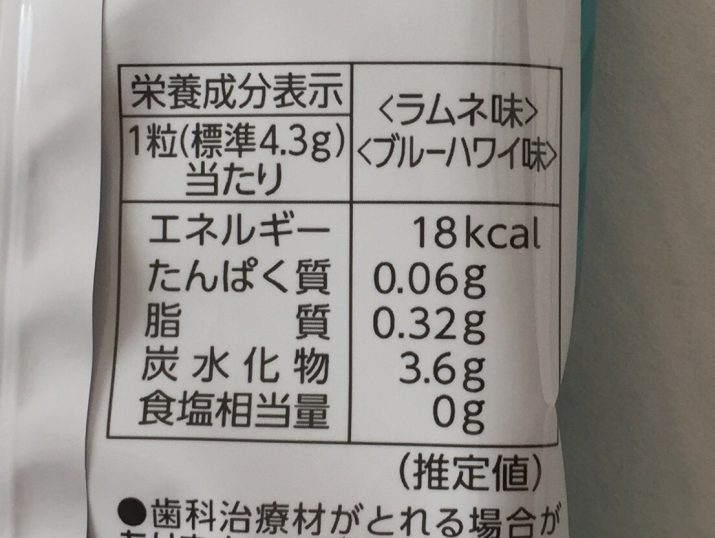 栄養成分表示
1粒(標準4.3g)
当たり
〈ラムネ味〉
〈ブルーハワイ味〉
エネルギー 18kcal
たんぱく質 0.06g
脂質 0.32g
炭水化物 3.6g
食塩相当量 0g
(推定値)
●歯科治療材がとれる場合が